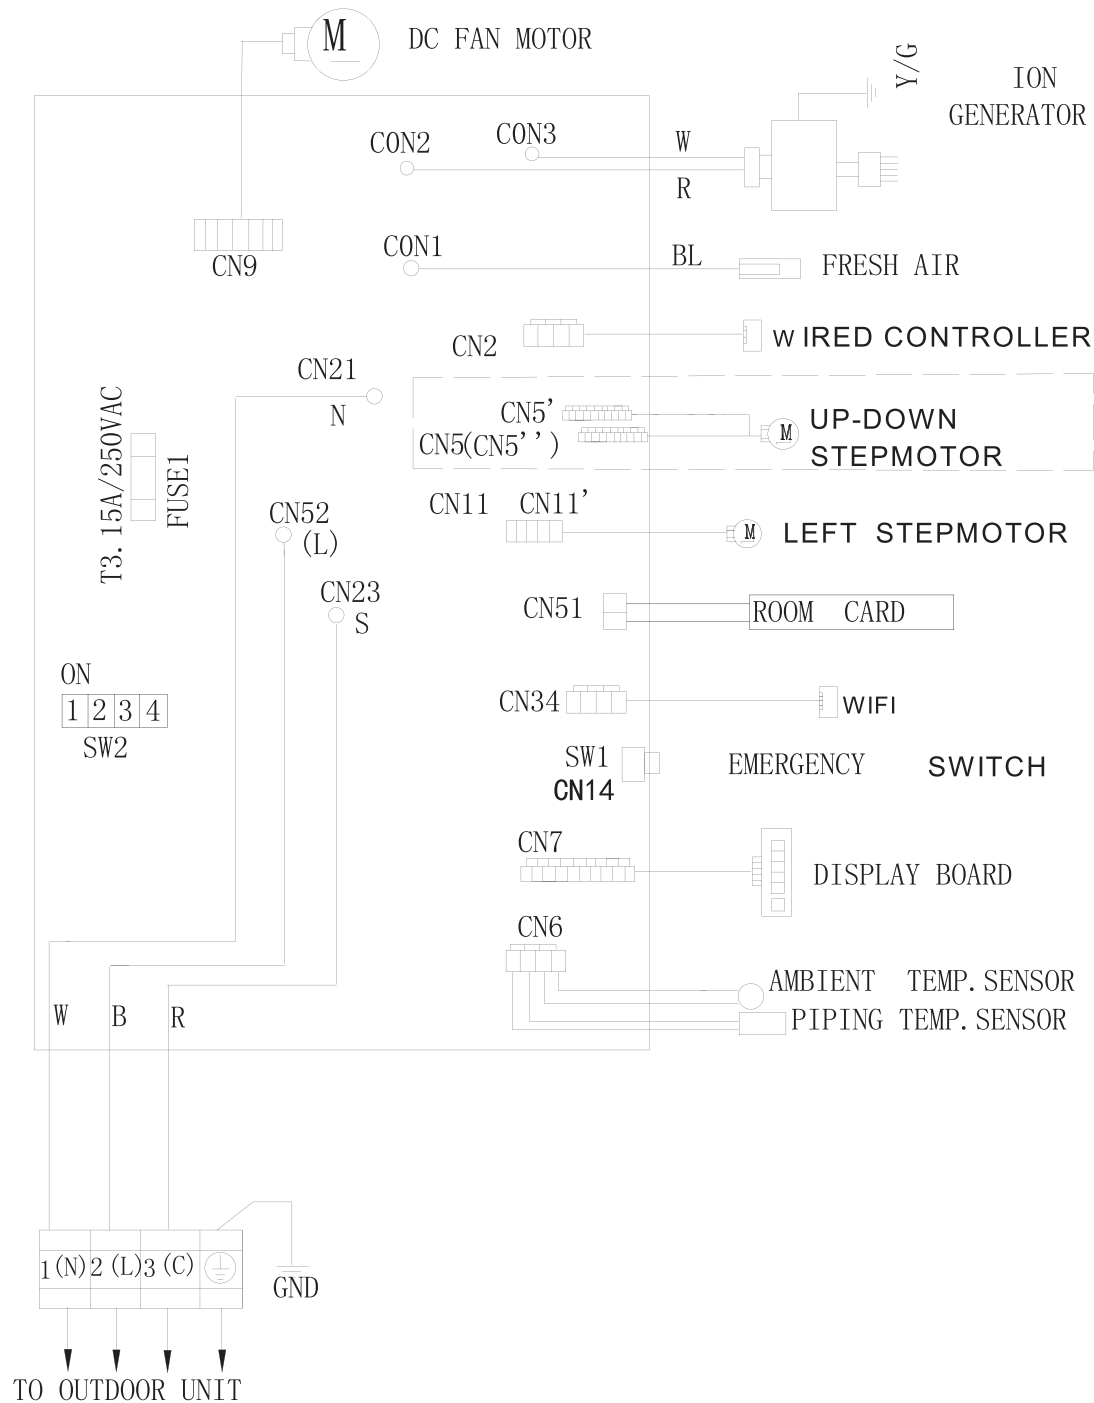 M
DC FAN MOTOR
Y/G
ION
GENERATOR
CON2
CON3
W
R
CN9
CON1
BL
FRESH AIR
CN2
W IRED CONTROLLER
CN21
N
CN5'
CN5(CN5'')
M
UP-DOWN
STEPMOTOR
T3.15A/250VAC
FUSE1
CN11 CN11'
M
LEFT STEPMOTOR
CN52
(L)
CN23
S
CN51
ROOM CARD
ON
1 2 3 4
SW2
CN34
WIFI
SW1
CN14
EMERGENCY SWITCH
CN7
DISPLAY BOARD
CN6
AMBIENT TEMP.SENSOR
PIPING TEMP.SENSOR
W B R
1(N) 2(L) 3(C)
GND
TO OUTDOOR UNIT